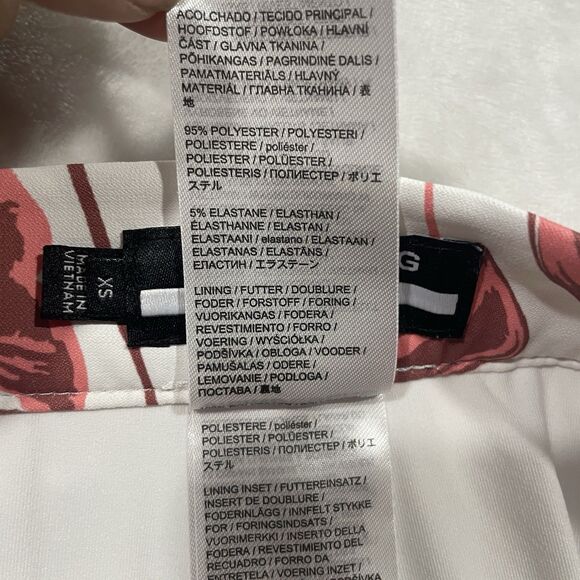 ACOLCHADO / TECIDO PRINCIPAL /
HOOFDSTOF / POWŁOKA / HLAVNÍ
ČÁST / GLAVNA TKANINA /
PÕHIKANGAS / PAGRINDINĖ DALIS /
PAMATMATERIĀLS / HLAVNÝ
MATERIÁL / ГЛАВНА ТКАНИНА / 表
地
95% POLYESTER / POLYESTERI /
POLIESTERE / poliéster /
POLIESTER / POLÜESTER /
POLIESTERIS / ПОЛИЕСТЕР / ポリエ
ステル
5% ELASTANE / ELASTHAN /
ÉLASTHANNE / ELASTAN /
ELASTAANI / elastano / ELASTAAN /
ELASTANAS / ELASTĀNS /
ЕЛАСТИН / エラステーン
LINING / FUTTER / DOUBLURE /
FODER / FORSTOFF / FORING /
VUORIKANGAS / FODERA /
REVESTIMIENTO / FORRO /
VOERING / WYŚCIÓŁKA /
PODŠÍVKA / OBLOGA / VOODER /
PAMUŠALAS / ODERE /
LEMOVANIE / PODLOGA /
ПОСТАВА / 裏地
G
XS
MADE IN
VIETNAM
POLIESTERE / poliéster /
POLIESTER / POLÜESTER /
POLIESTERIS / ПОЛИЕСТЕР / ポリエ
ステル
LINING INSET / FUTTEREINSATZ /
INSERT DE DOUBLURE /
FODERINLÄGG / INNFELT STYKKE
FOR / FORINGSINDSATS /
VUORIMERKKI / INSERTO DELLA
FODERA / REVESTIMIENTO DEL
RECUADRO / FORRO DA
ENTRETELA / VOERING INZET /